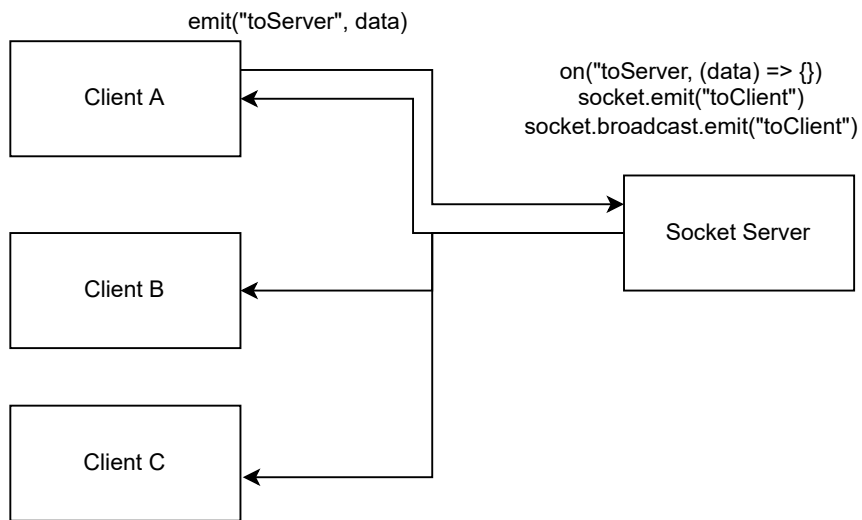 emit("toServer", data)
Client A
on("toServer, (data) => {})
socket.emit("toClient")
socket.broadcast.emit("toClient")
Socket Server
Client B
Client C